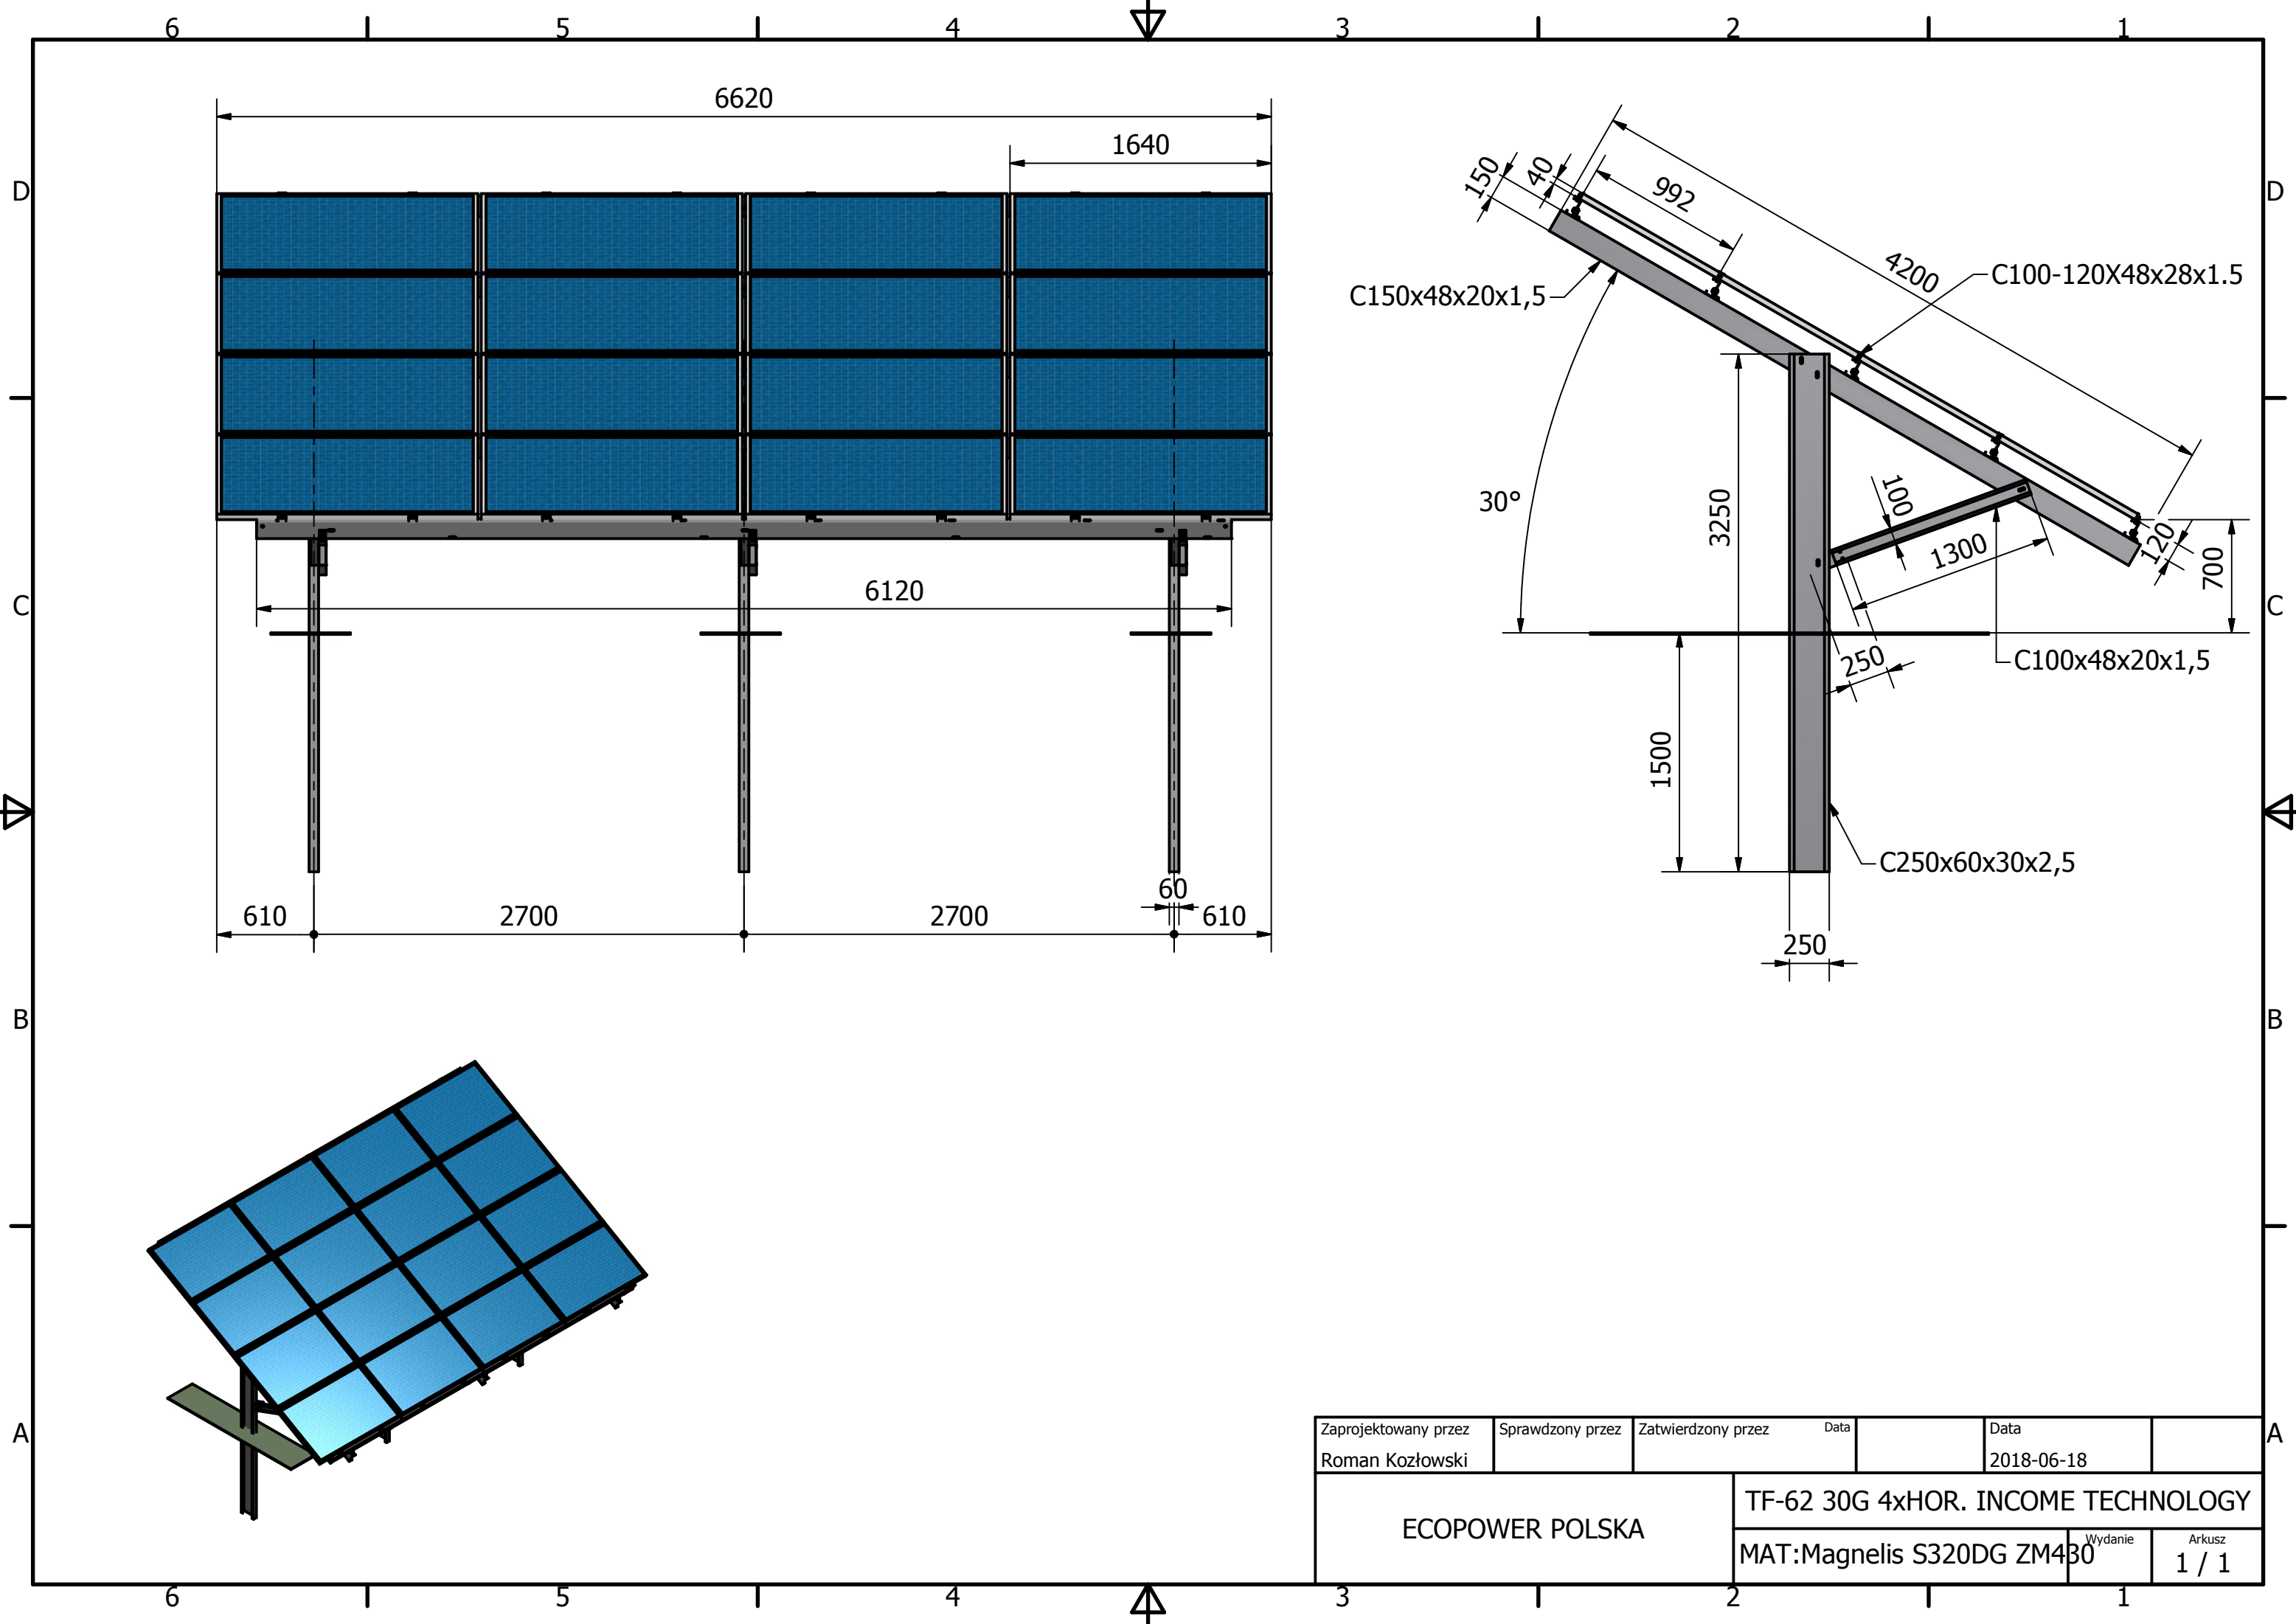 6 5 4 3 2 1
D
D
C
C
B
B
A
A
6620
1640
6120
610
2700
2700
60
610
150
40
992
4200
C100-120X48x28x1.5
C150x48x20x1,5
30°
3250
100
1300
120
700
250
C100x48x20x1,5
1500
C250x60x30x2,5
250
Zaprojektowany przez
Roman Kozłowski
Sprawdzony przez
Zatwierdzony przez
Data
Data
2018-06-18
ECOPOWER POLSKA
TF-62 30G 4xHOR. INCOME TECHNOLOGY
MAT:Magnelis S320DG ZM430
Wydanie
Arkusz
1 / 1
6 5 4 3 2 1